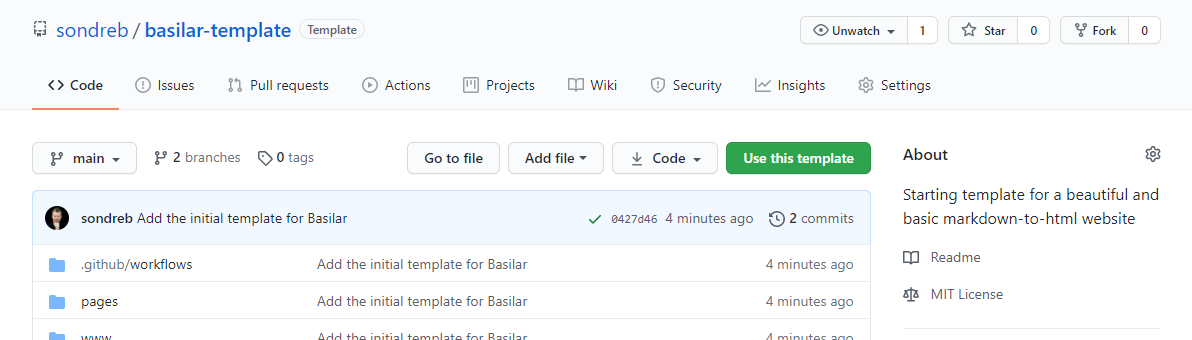 sondreb / basilar-template Template Unwatch 1 Star 0 Fork 0
Code Issues Pull requests Actions Projects Wiki Security Insights Settings
main 2 branches 0 tags Go to file Add file Code Use this template
sondreb Add the initial template for Basilar 0427d46 4 minutes ago 2 commits
.github/workflows Add the initial template for Basilar 4 minutes ago
pages Add the initial template for Basilar 4 minutes ago
www Add the initial template for Basilar 4 minutes ago
About
Starting template for a beautiful and
basic markdown-to-html website
Readme
MIT License